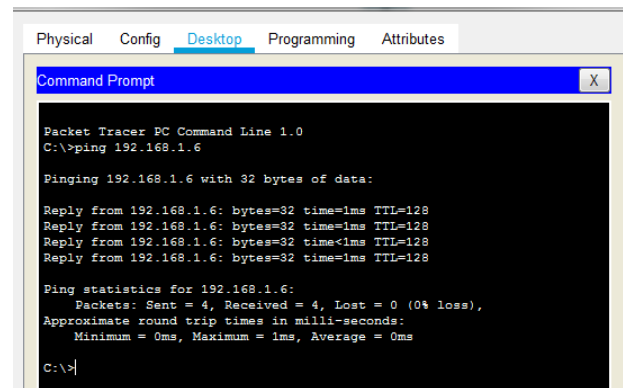 Physical Config Desktop Programming Attributes
Command Prompt X
Packet Tracer PC Command Line 1.0
C:\>ping 192.168.1.6
Pinging 192.168.1.6 with 32 bytes of data:
Reply from 192.168.1.6: bytes=32 time=1ms TTL=128
Reply from 192.168.1.6: bytes=32 time=1ms TTL=128
Reply from 192.168.1.6: bytes=32 time<1ms TTL=128
Reply from 192.168.1.6: bytes=32 time=1ms TTL=128
Ping statistics for 192.168.1.6:
Packets: Sent = 4, Received = 4, Lost = 0 (0% loss),
Approximate round trip times in milli-seconds:
Minimum = 0ms, Maximum = 1ms, Average = 0ms
C:\>